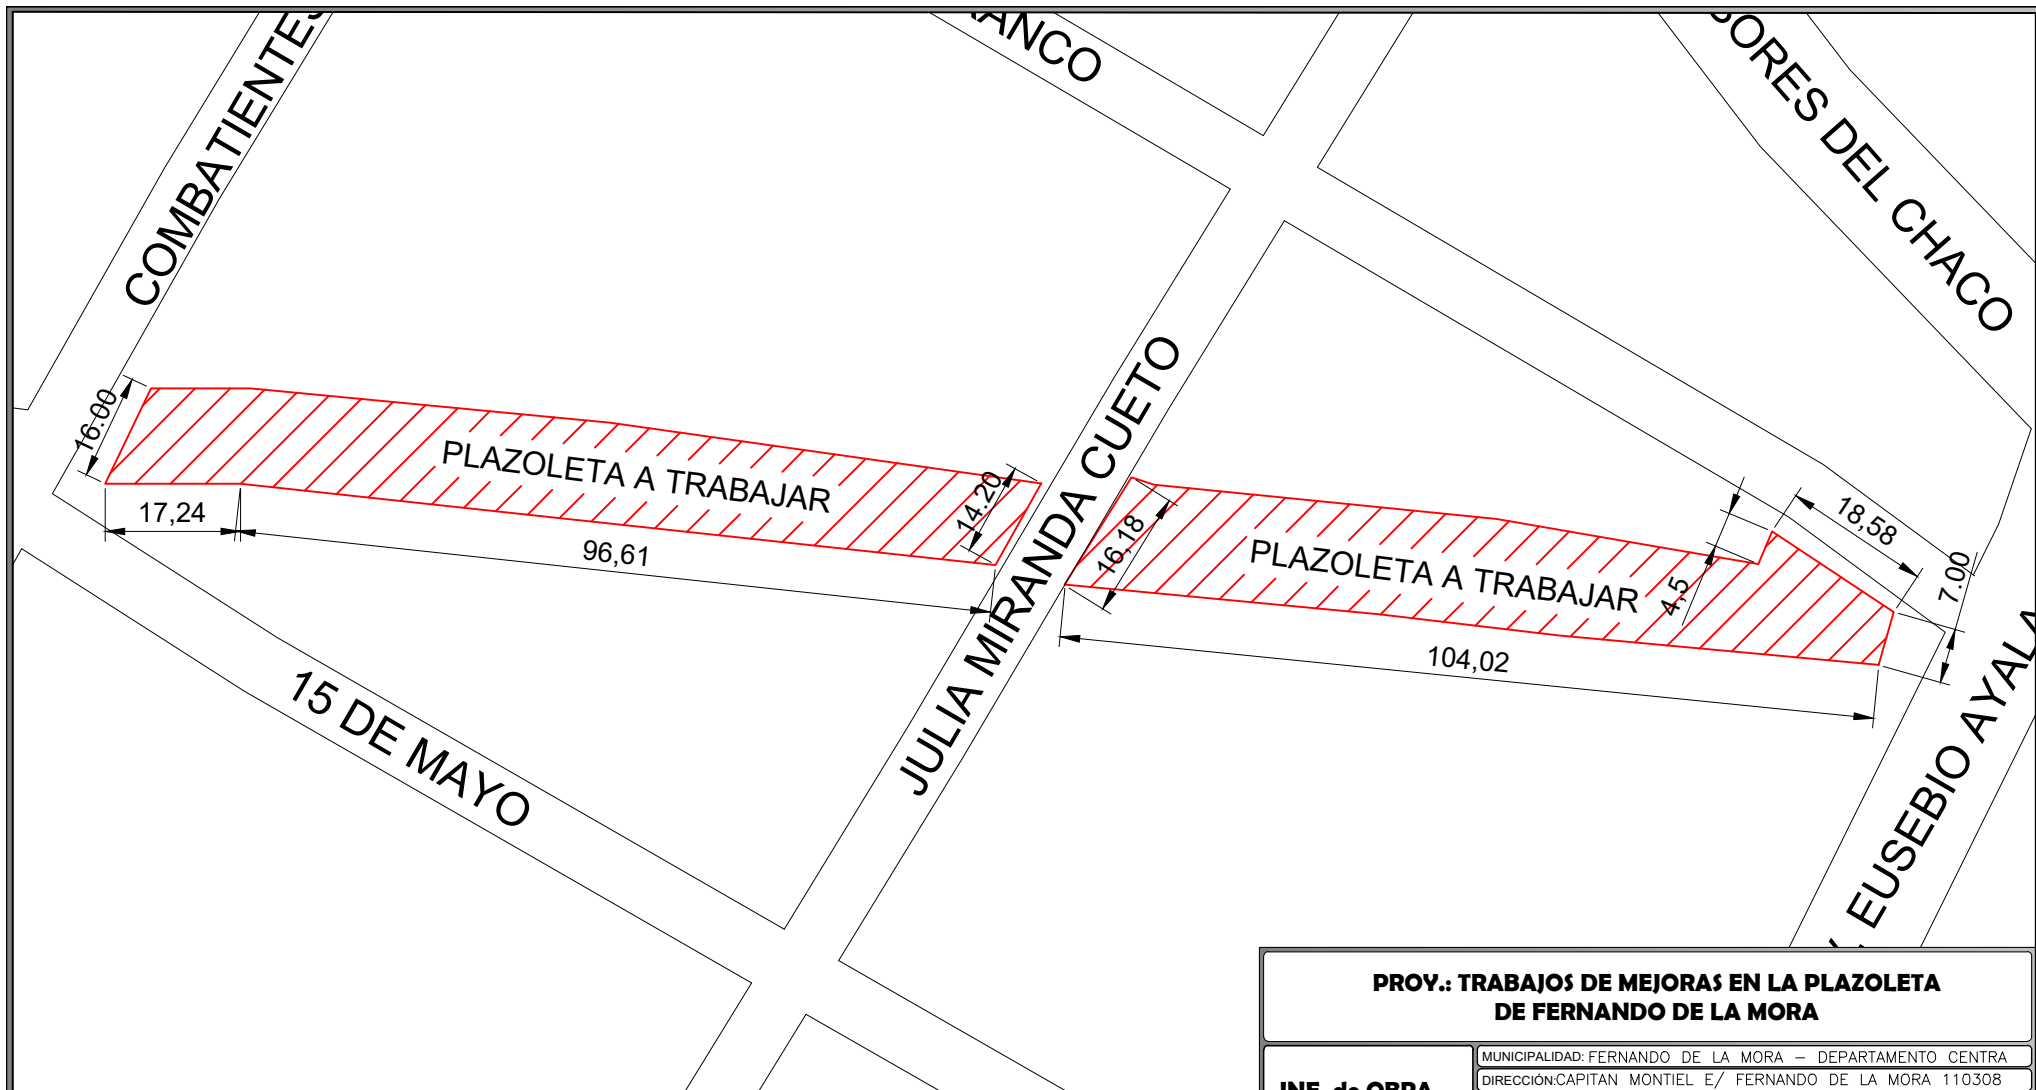 COMBATIENTES
SORES DEL CHACO
16.00
PLAZOLETA A TRABAJAR
17,24
96,61
14.20
JULIA MIRANDA CUETO
16,18
PLAZOLETA A TRABAJAR
4,5
18,58
7.00
104,02
15 DE MAYO
EUSEBIO AYALA
PROY.: TRABAJOS DE MEJORAS EN LA PLAZOLETA
DE FERNANDO DE LA MORA
MUNICIPALIDAD: FERNANDO DE LA MORA – DEPARTAMENTO CENTRA
DIRECCIÓN:CAPITAN MONTIEL E/ FERNANDO DE LA MORA 110308